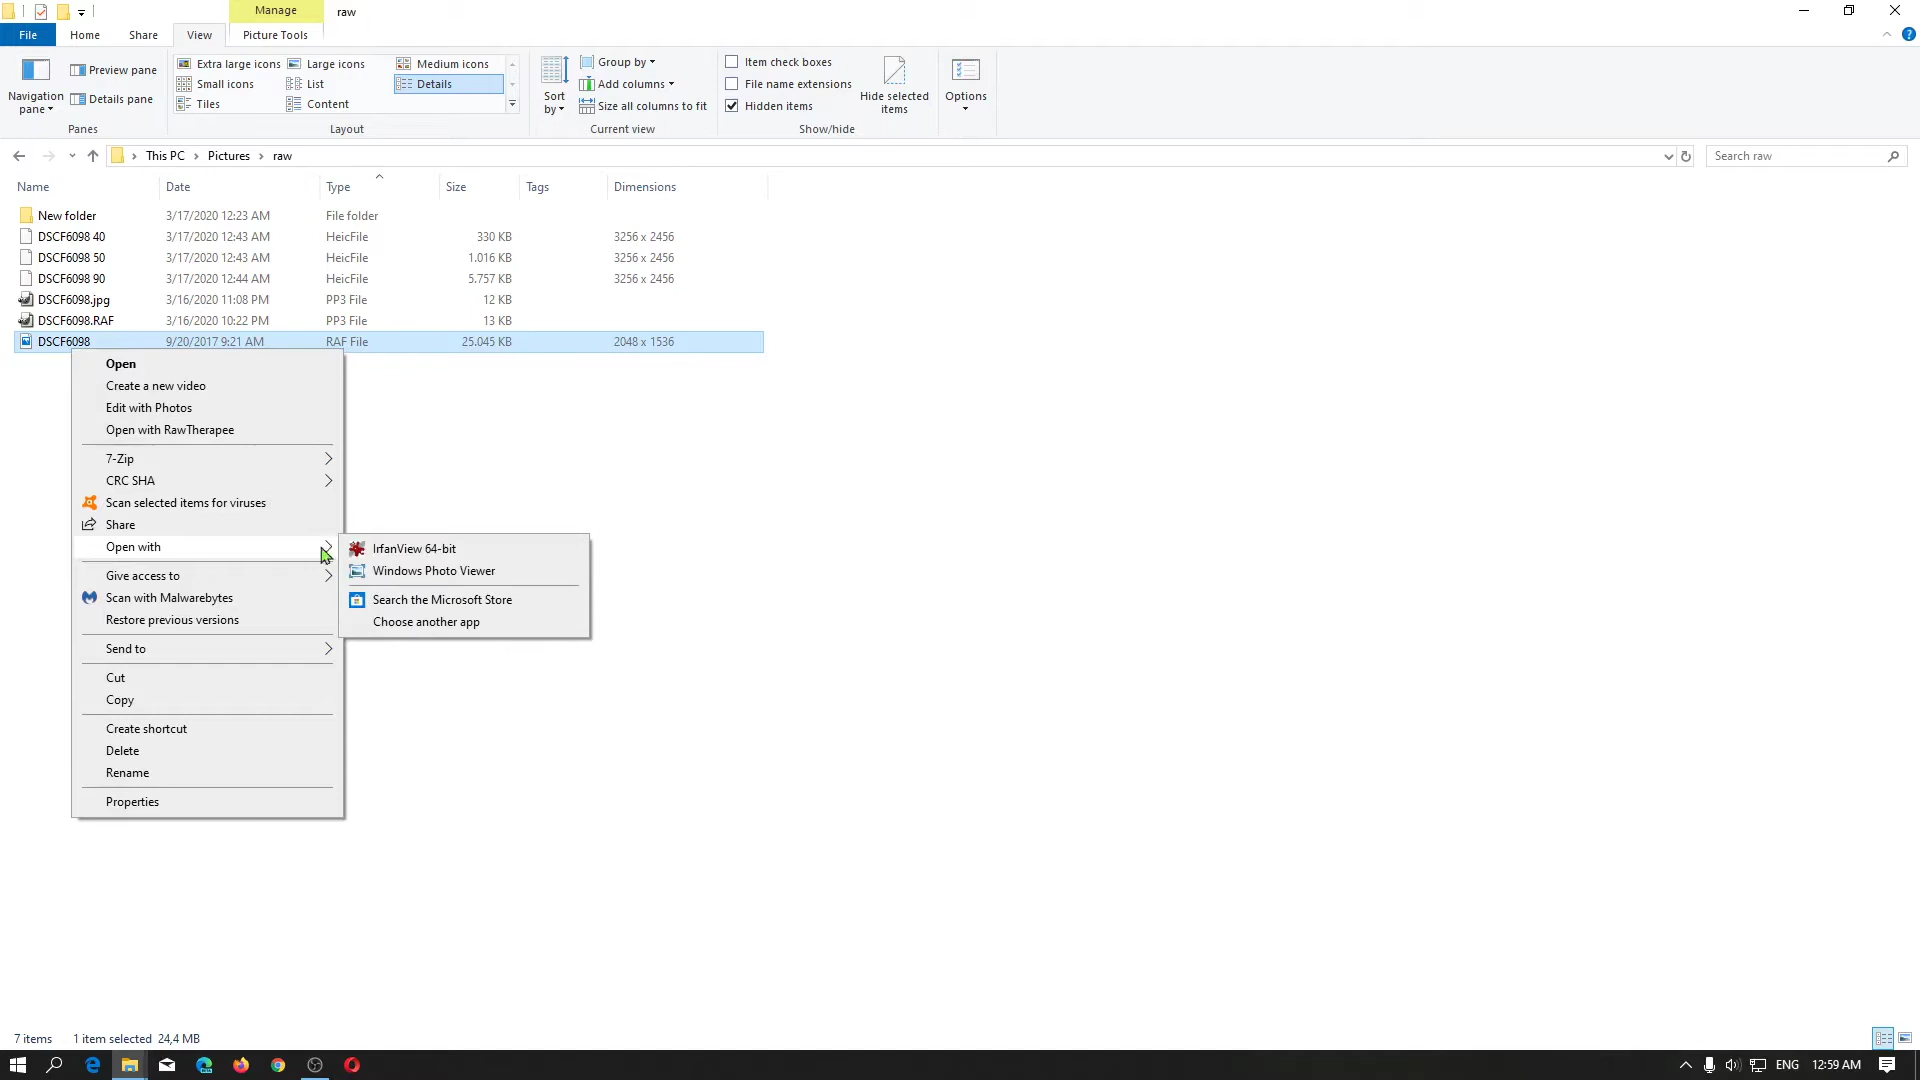 Manage
raw
File
Home
Share
View
Picture Tools
Navigation pane
Preview pane
Details pane
Panes
Extra large icons
Large icons
Medium icons
Small icons
List
Details
Tiles
Content
Layout
Sort by
Group by
Add columns
Size all columns to fit
Current view
Item check boxes
File name extensions
Hidden items
Hide selected items
Show/hide
Options
This PC
Pictures
raw
Search raw
Name Date Type Size Tags Dimensions
New folder 3/17/2020 12:23 AM File folder
DSCF6098 40 3/17/2020 12:43 AM HeicFile 330 KB 3256 x 2456
DSCF6098 50 3/17/2020 12:43 AM HeicFile 1.016 KB 3256 x 2456
DSCF6098 90 3/17/2020 12:44 AM HeicFile 5.757 KB 3256 x 2456
DSCF6098.jpg 3/16/2020 11:08 PM PP3 File 12 KB
DSCF6098.RAF 3/16/2020 10:22 PM PP3 File 13 KB
DSCF6098 9/20/2017 9:21 AM RAF File 25.045 KB 2048 x 1536
Open
Create a new video
Edit with Photos
Open with RawTherapee
7-Zip
CRC SHA
Scan selected items for viruses
Share
Open with
Give access to
Scan with Malwarebytes
Restore previous versions
Send to
Cut
Copy
Create shortcut
Delete
Rename
Properties
IrfanView 64-bit
Windows Photo Viewer
Search the Microsoft Store
Choose another app
7 items 1 item selected 24,4 MB
ENG 12:59 AM